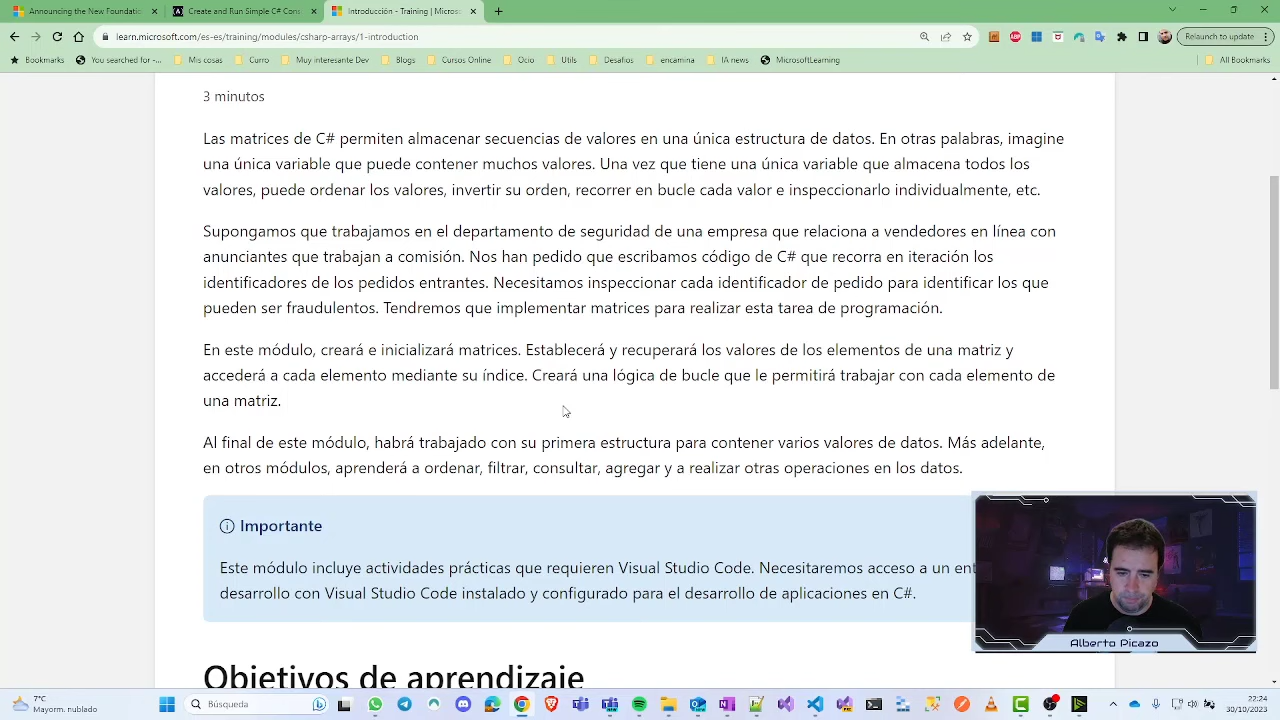 Announcing the New Foundatio
Create and Run Simple C# Cons
Introducción - Training | Micros
learn.microsoft.com/es-es/training/modules/csharp-arrays/1-introduction
Relaunch to update
Bookmarks
You searched for -...
Mis cosas
Curro
Muy interesante Dev
Blogs
Cursos Online
Ocio
Utils
Desafios
encamina
IA news
MicrosoftLearning
All Bookmarks
3 minutos
Las matrices de C# permiten almacenar secuencias de valores en una única estructura de datos. En otras palabras, imagine
una única variable que puede contener muchos valores. Una vez que tiene una única variable que almacena todos los
valores, puede ordenar los valores, invertir su orden, recorrer en bucle cada valor e inspeccionarlo individualmente, etc.
Supongamos que trabajamos en el departamento de seguridad de una empresa que relaciona a vendedores en línea con
anunciantes que trabajan a comisión. Nos han pedido que escribamos código de C# que recorra en iteración los
identificadores de los pedidos entrantes. Necesitamos inspeccionar cada identificador de pedido para identificar los que
pueden ser fraudulentos. Tendremos que implementar matrices para realizar esta tarea de programación.
En este módulo, creará e inicializará matrices. Establecerá y recuperará los valores de los elementos de una matriz y
accederá a cada elemento mediante su índice. Creará una lógica de bucle que le permitirá trabajar con cada elemento de
una matriz.
Al final de este módulo, habrá trabajado con su primera estructura para contener varios valores de datos. Más adelante,
en otros módulos, aprenderá a ordenar, filtrar, consultar, agregar y a realizar otras operaciones en los datos.
Importante
Este módulo incluye actividades prácticas que requieren Visual Studio Code. Necesitaremos acceso a un ent
desarrollo con Visual Studio Code instalado y configurado para el desarrollo de aplicaciones en C#.
Alberto Picazo
Objetivos de aprendizaje
7°C
Mayorm. nublado
Búsqueda
22:24
30/10/2023